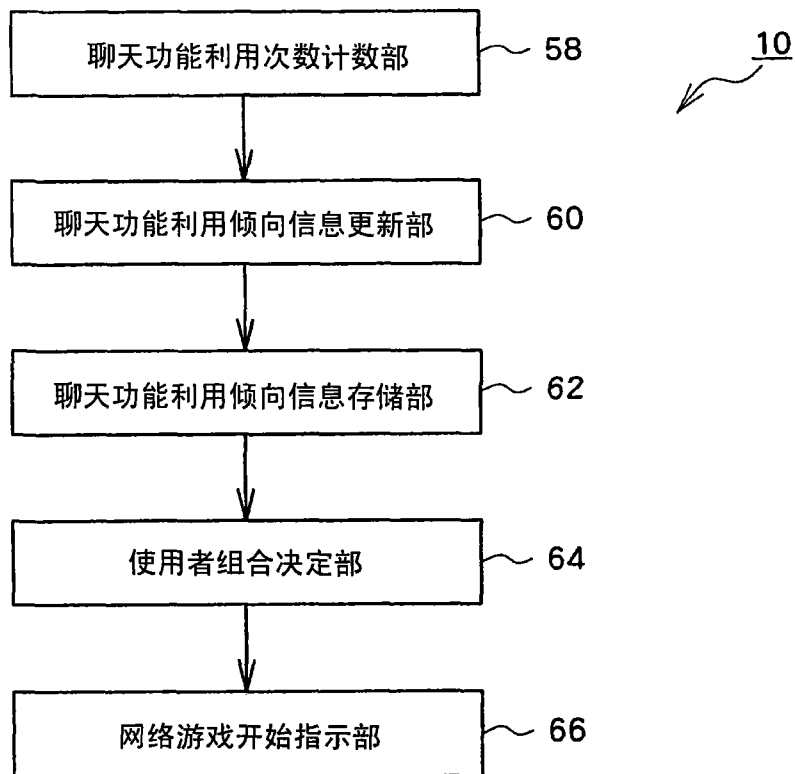 聊天功能利用次数计数部 58
10
聊天功能利用倾向信息更新部 60
聊天功能利用倾向信息存储部 62
使用者组合决定部 64
网络游戏开始指示部 66